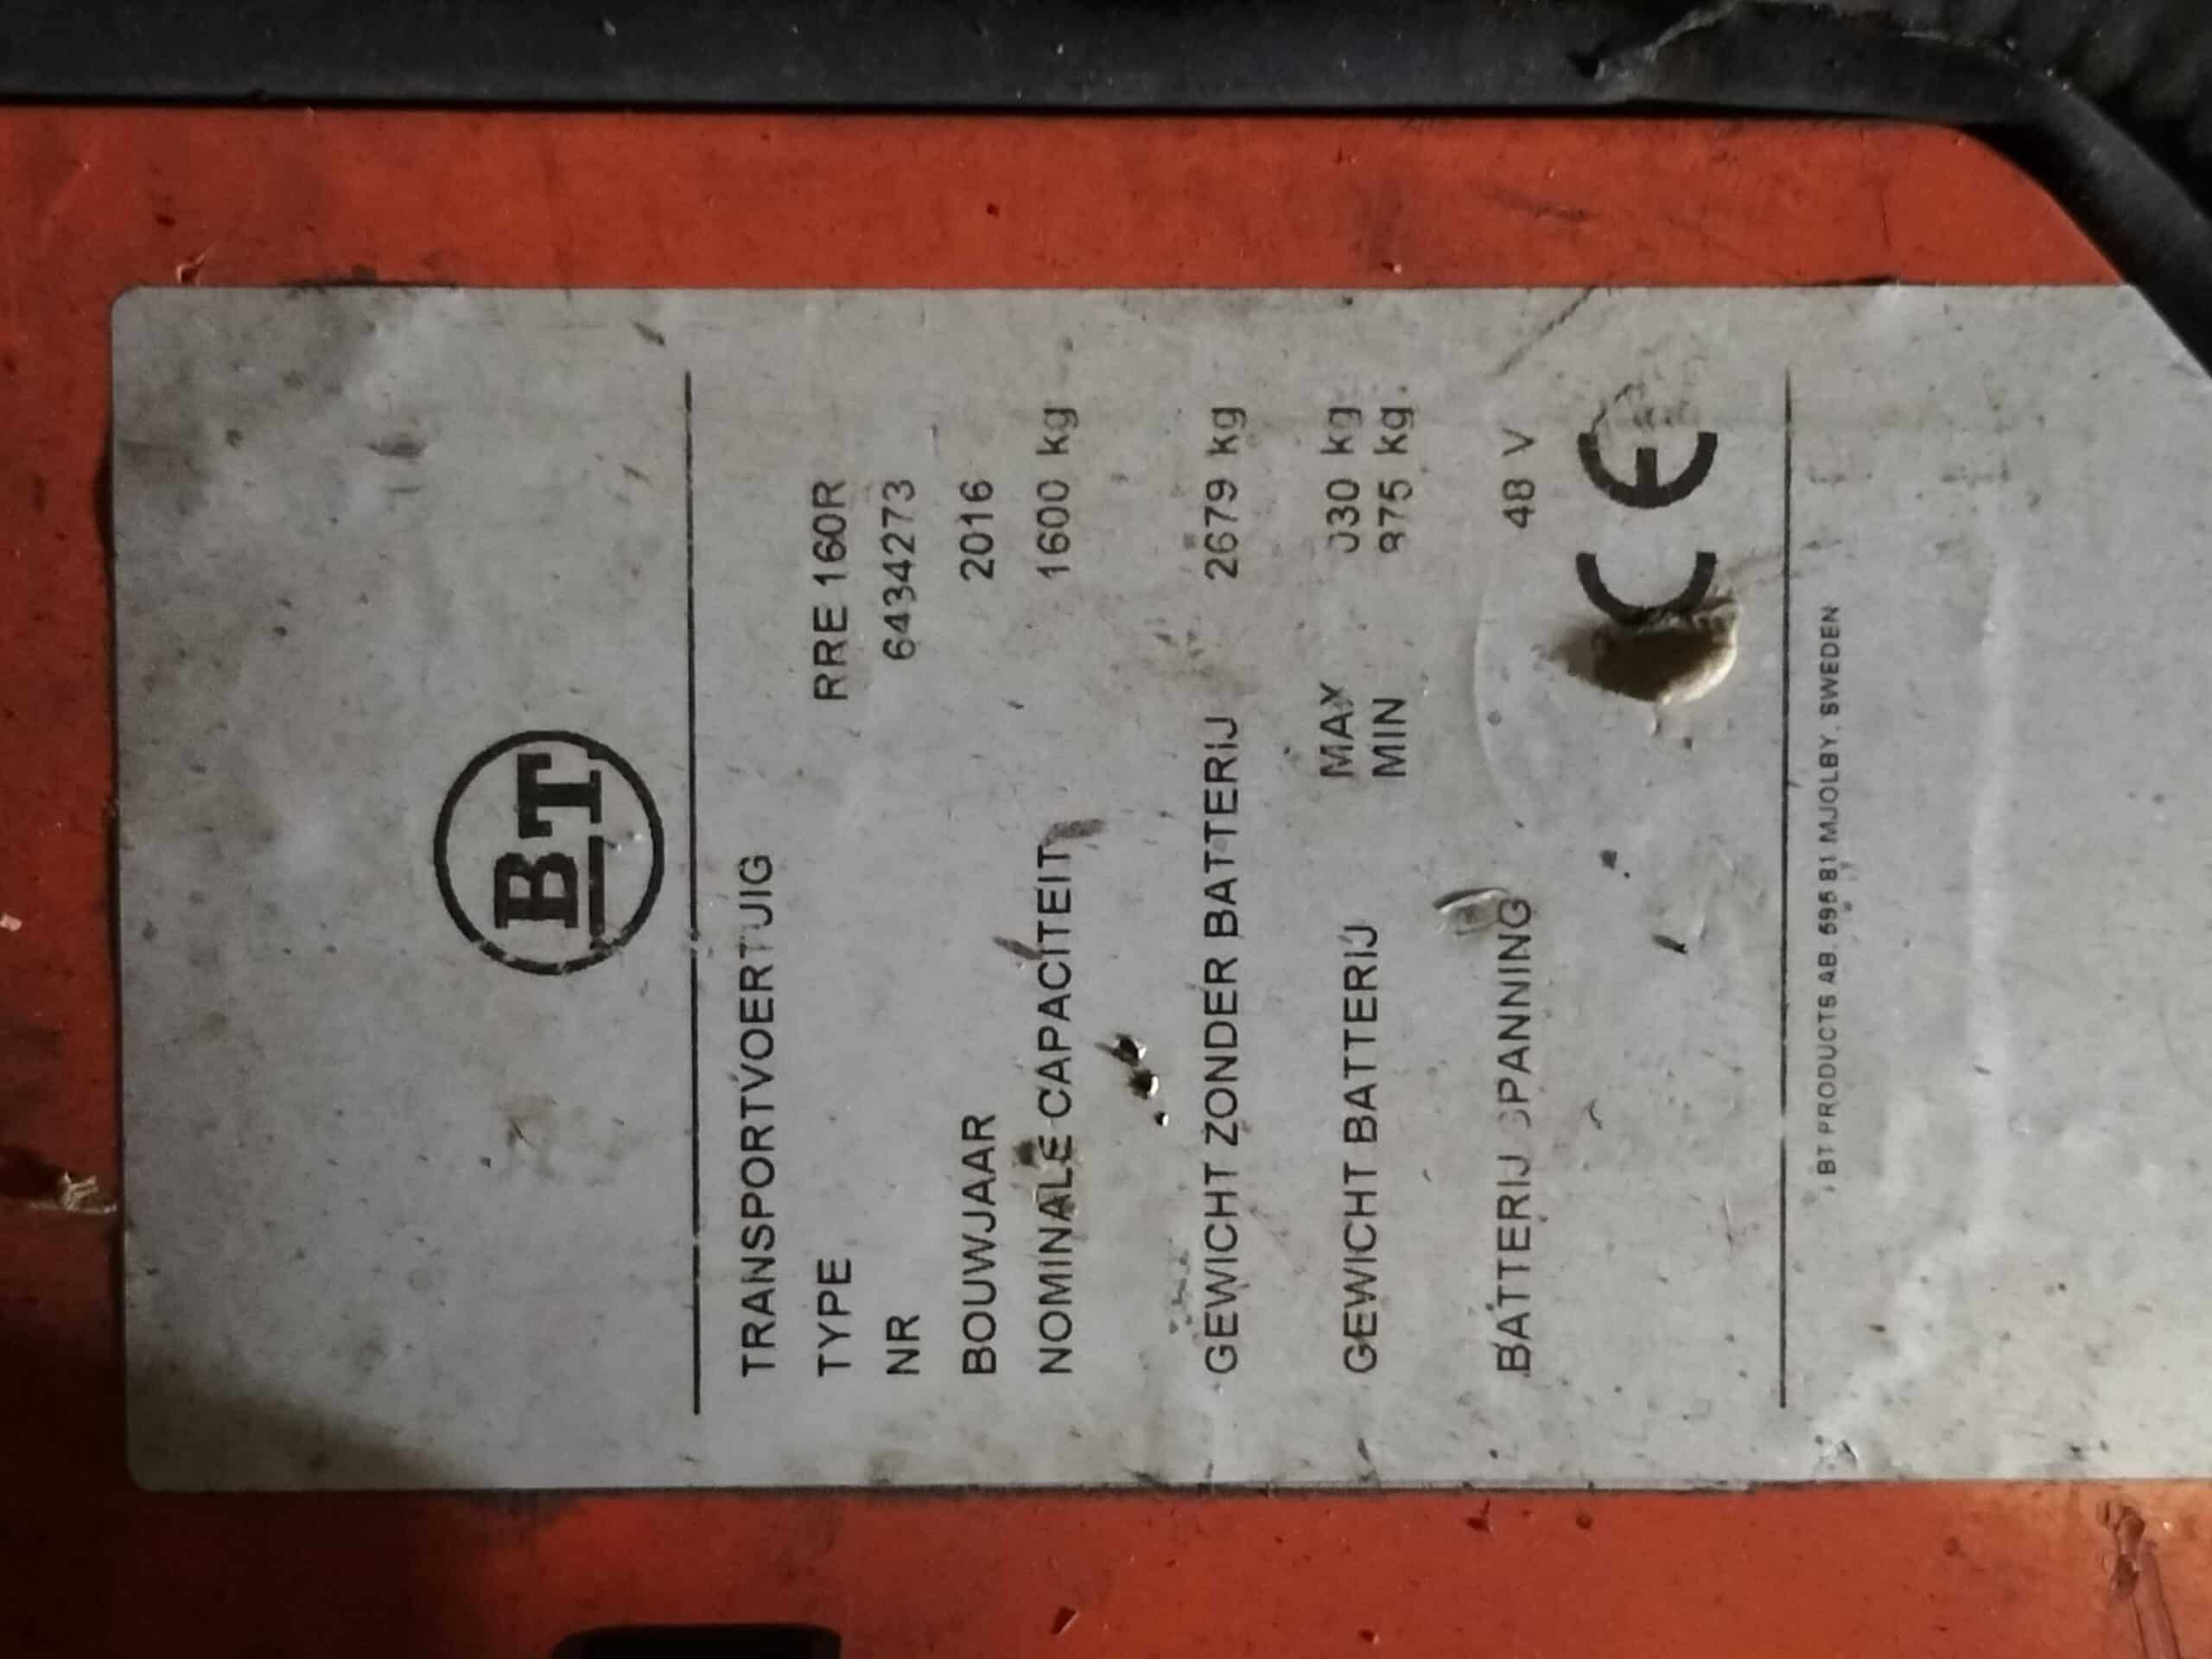 BT
TRANSPORTVOERTUIG
TYPE RRE 160R
NR 6434273
BOUWJAAR 2016
NOMINALE CAPACITEIT 1600 kg
GEWICHT ZONDER BATTERIJ 2679 kg
GEWICHT BATTERIJ MAX kg
MIN kg
BATTERIJ SPANNING 48 V
CE
BT PRODUCTS AB. 595 81 MJOLBY. SWEDEN